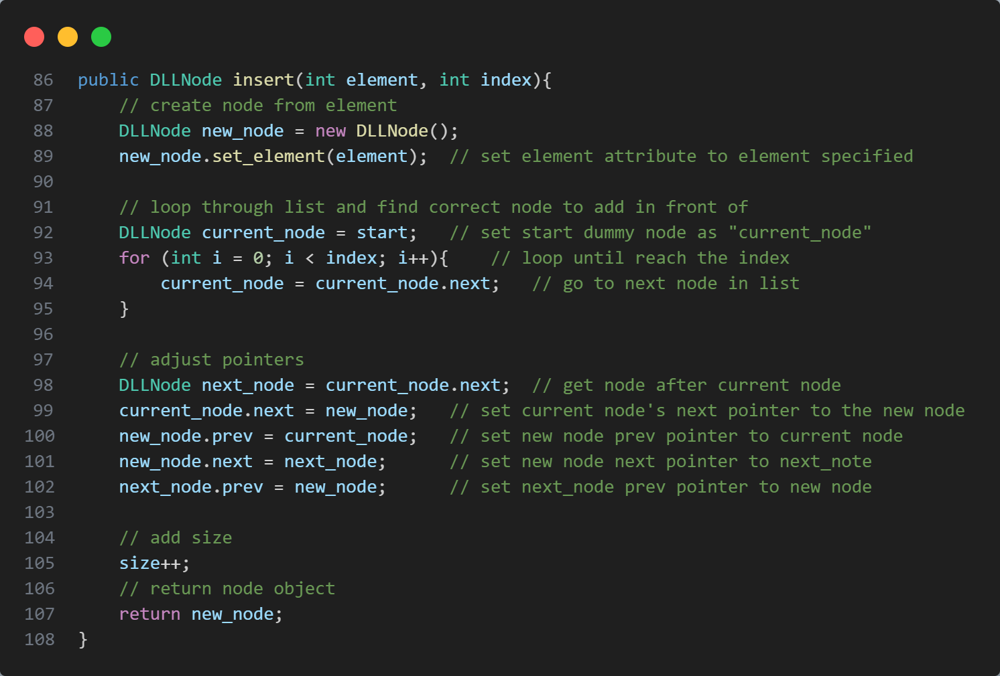 86 public DLLNode insert(int element, int index){
87     // create node from element
88     DLLNode new_node = new DLLNode();
89     new_node.set_element(element);  // set element attribute to element specified
90
91     // loop through list and find correct node to add in front of
92     DLLNode current_node = start;   // set start dummy node as "current_node"
93     for (int i = 0; i < index; i++){    // loop until reach the index
94         current_node = current_node.next;   // go to next node in list
95     }
96
97     // adjust pointers
98     DLLNode next_node = current_node.next;  // get node after current node
99     current_node.next = new_node;   // set current node's next pointer to the new node
100     new_node.prev = current_node;   // set new node prev pointer to current node
101     new_node.next = next_node;      // set new node next pointer to next_note
102     next_node.prev = new_node;      // set next_node prev pointer to new node
103
104     // add size
105     size++;
106     // return node object
107     return new_node;
108 }